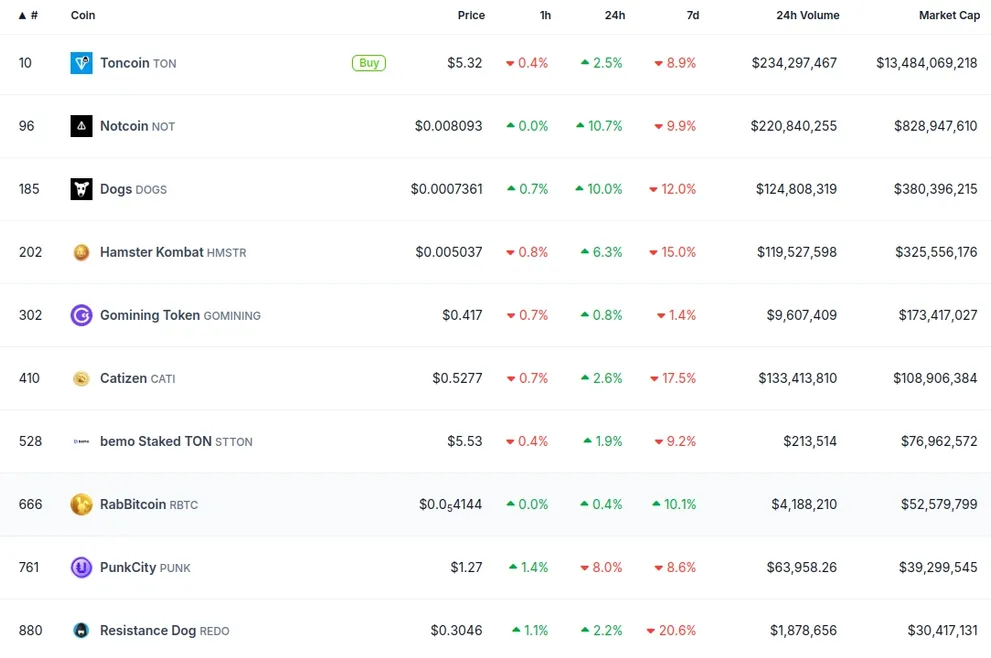 ▲ # Coin Price 1h 24h 7d 24h Volume Market Cap
10 Toncoin TON Buy $5.32 ▼ 0.4% ▲ 2.5% ▼ 8.9% $234,297,467 $13,484,069,218
96 Notcoin NOT $0.008093 ▲ 0.0% ▲ 10.7% ▼ 9.9% $220,840,255 $828,947,610
185 Dogs DOGS $0.0007361 ▲ 0.7% ▲ 10.0% ▼ 12.0% $124,808,319 $380,396,215
202 Hamster Kombat HMSTR $0.005037 ▼ 0.8% ▲ 6.3% ▼ 15.0% $119,527,598 $325,556,176
302 Gomining Token GOMINING $0.417 ▼ 0.7% ▲ 0.8% ▼ 1.4% $9,607,409 $173,417,027
410 Catizen CATI $0.5277 ▼ 0.7% ▲ 2.6% ▼ 17.5% $133,413,810 $108,906,384
528 bemo Staked TON STTON $5.53 ▼ 0.4% ▲ 1.9% ▼ 9.2% $213,514 $76,962,572
666 RabBitcoin RBTC $0.0₅4144 ▲ 0.0% ▲ 0.4% ▲ 10.1% $4,188,210 $52,579,799
761 PunkCity PUNK $1.27 ▲ 1.4% ▼ 8.0% ▼ 8.6% $63,958.26 $39,299,545
880 Resistance Dog REDO $0.3046 ▲ 1.1% ▲ 2.2% ▼ 20.6% $1,878,656 $30,417,131